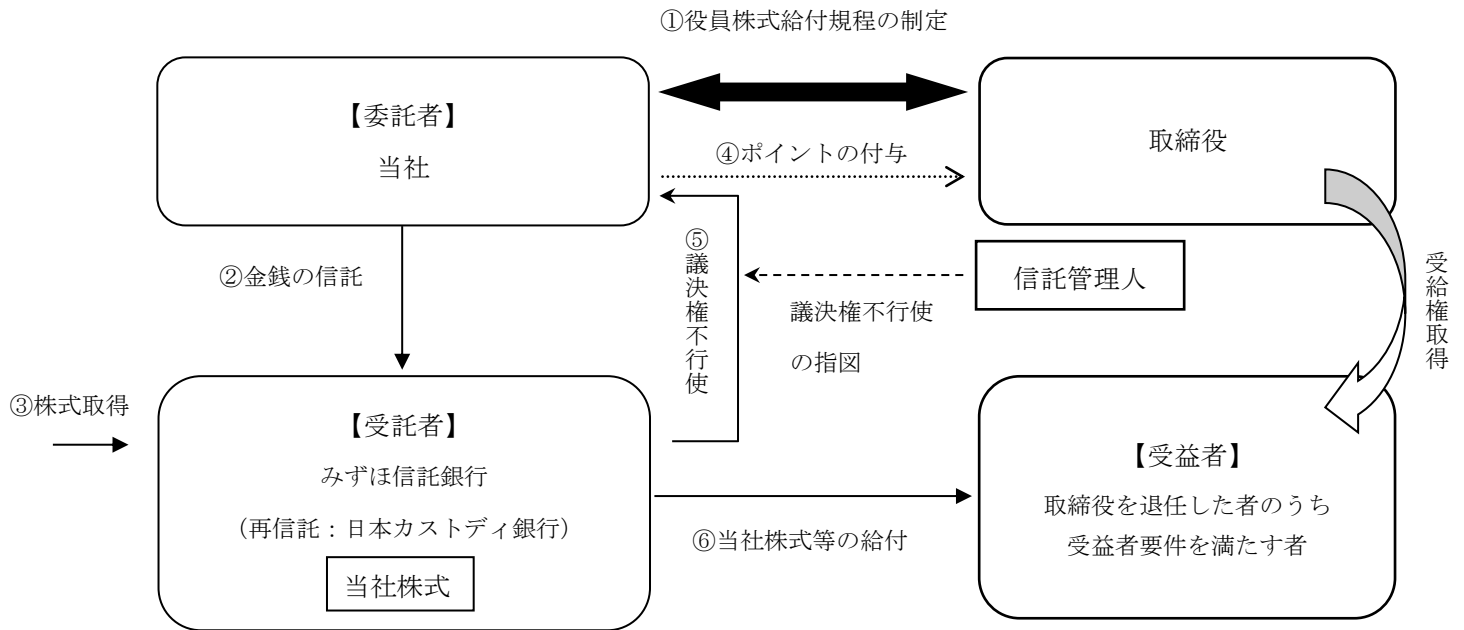 ①役員株式給付規程の制定
【委託者】
当社
取締役
④ポイントの付与
②金銭の信託
⑤議決権不行使
信託管理人
議決権不行使
の指図
受給権取得
③株式取得
【受託者】
みずほ信託銀行
（再信託：日本カストディ銀行）
当社株式
⑥当社株式等の給付
【受益者】
取締役を退任した者のうち
受益者要件を満たす者